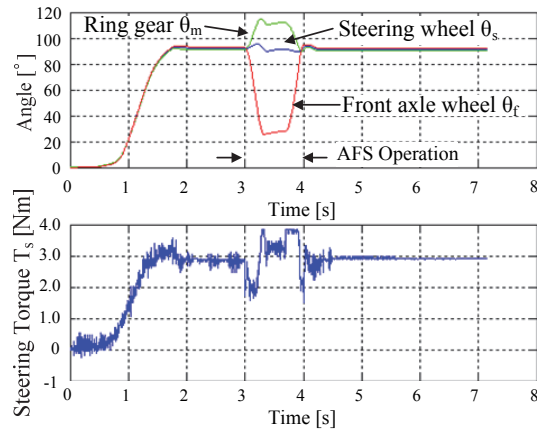 120
100
80
60
40
20
0
Angle [°]
Ring gear θm
Steering wheel θs
Front axle wheel θf
AFS Operation
0 1 2 3 4 5 6 7 8
Time [s]
4.0
3.0
2.0
1.0
0
-1
Steering Torque Ts [Nm]
0 1 2 3 4 5 6 7 8
Time [s]